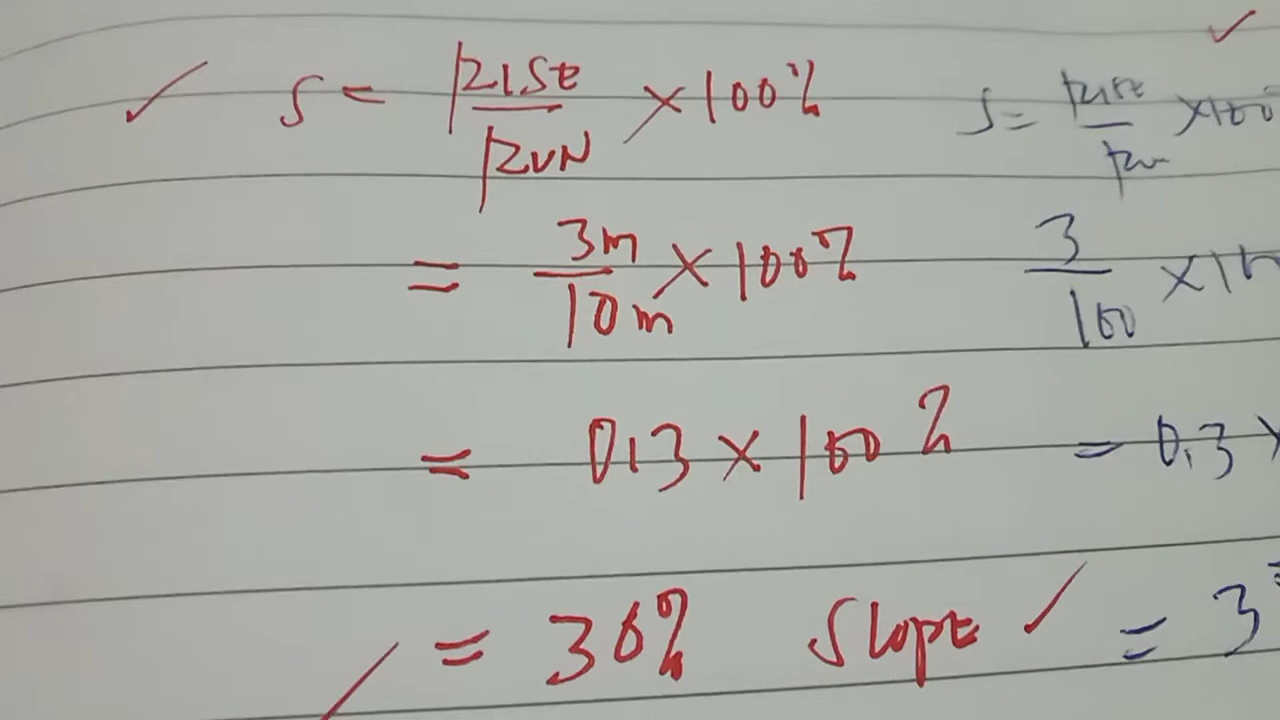 S = RISE / RUN × 100% S = RISE / Run × 100
= 3m / 10m × 100% 3 / 100 × 1
= 0.3 × 100% = 0.3 ×
= 30% Slope = 3